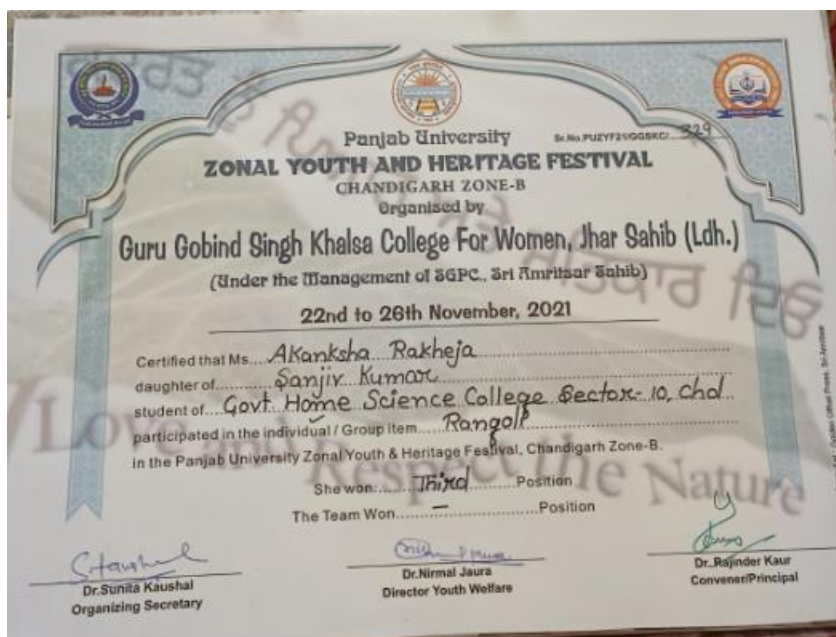 Panjab University
Sr.No.PUZYF21/GGSKC/ 329
ZONAL YOUTH AND HERITAGE FESTIVAL
CHANDIGARH ZONE-B
Organised by
Guru Gobind Singh Khalsa College For Women, Jhar Sahib (Ldh.)
(Under the Management of SGPC., Sri Amritsar Sahib)
22nd to 26th November, 2021
Certified that Ms....Akanksha Rakheja
daughter of.........Sanjiv Kumar
student of...Govt. Home Science College Sector-10, Chd
participated in the individual / Group item.....Rangoli
in the Panjab University Zonal Youth & Heritage Festival, Chandigarh Zone-B.
She won........Third.........Position
The Team Won.......–.........Position
Love
Respect the Nature
Dr.Sunita Kaushal
Organizing Secretary
Dr.Nirmal Jaura
Director Youth Welfare
Dr. Rajinder Kaur
Convener/Principal